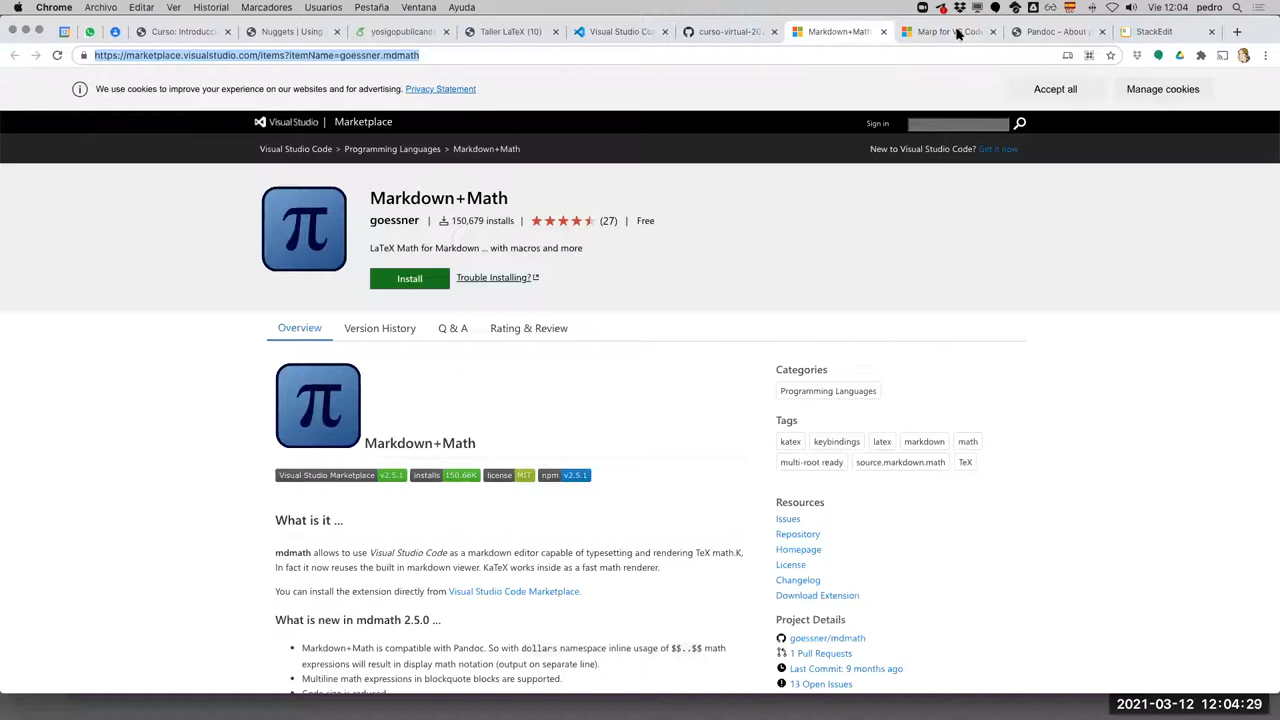 Chrome Archivo Editar Ver Historial Marcadores Usuarios Pestaña Ventana Ayuda Vie 12:04 pedro
Curso: Introducci Nuggets | Using yesigopublicando Taller LaTeX (10) Visual Studio Co curso-virtual-20 Markdown+Math Marp for VS Code Pandoc - About StackEdit
https://marketplace.visualstudio.com/items?itemName=goessner.mdmath
We use cookies to improve your experience on our websites and for advertising. Privacy Statement Accept all Manage cookies
Visual Studio | Marketplace Sign in
Visual Studio Code > Programming Languages > Markdown+Math New to Visual Studio Code? Get it now
Markdown+Math
goessner | 150,679 installs | (27) | Free
LaTeX Math for Markdown ... with macros and more
Install Trouble Installing?
Overview Version History Q & A Rating & Review
π
Markdown+Math
Visual Studio Marketplace v2.5.1 installs 150.68K license MIT npm v2.5.1
What is it ...
mdmath allows to use Visual Studio Code as a markdown editor capable of typesetting and rendering TeX math.K,
In fact it now reuses the built in markdown viewer. KaTeX works inside as a fast math renderer.
You can install the extension directly from Visual Studio Code Marketplace.
What is new in mdmath 2.5.0 ...
Markdown+Math is compatible with Pandoc. So with dollars namespace inline usage of $$..$$ math
expressions will result in display math notation (output on separate line).
Multiline math expressions in blockquote blocks are supported.
Code size is reduced.
Categories
Programming Languages
Tags
katex keybindings latex markdown math
multi-root ready source.markdown.math TeX
Resources
Issues
Repository
Homepage
License
Changelog
Download Extension
Project Details
goessner/mdmath
1 Pull Requests
Last Commit: 9 months ago
13 Open Issues
2021-03-12 12:04:29